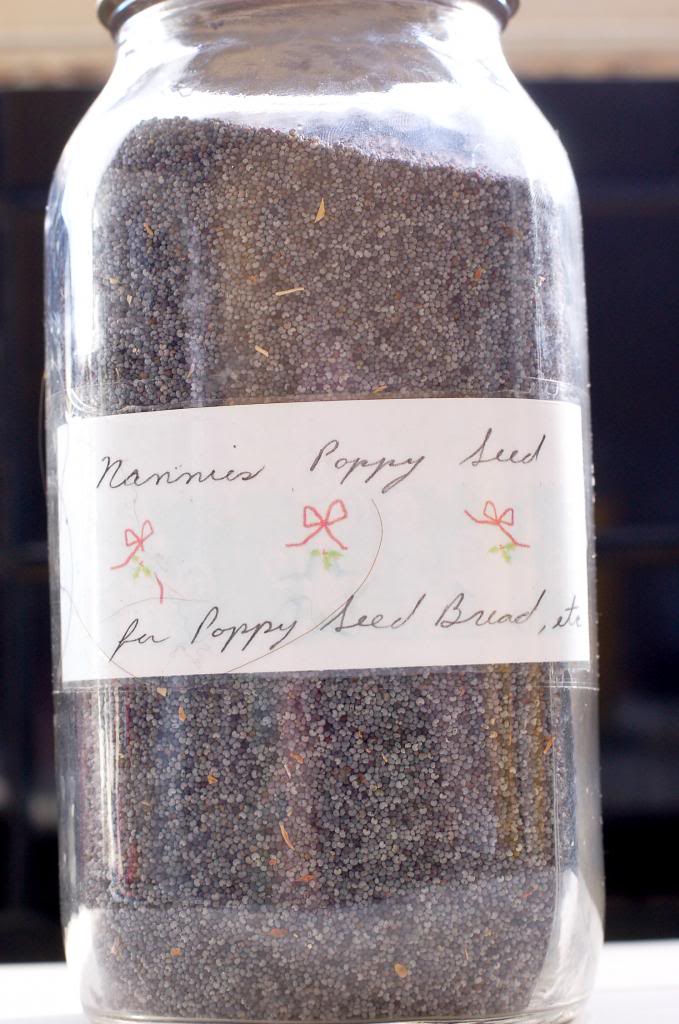 Nannies Poppy Seed
for Poppy Seed Bread, etc